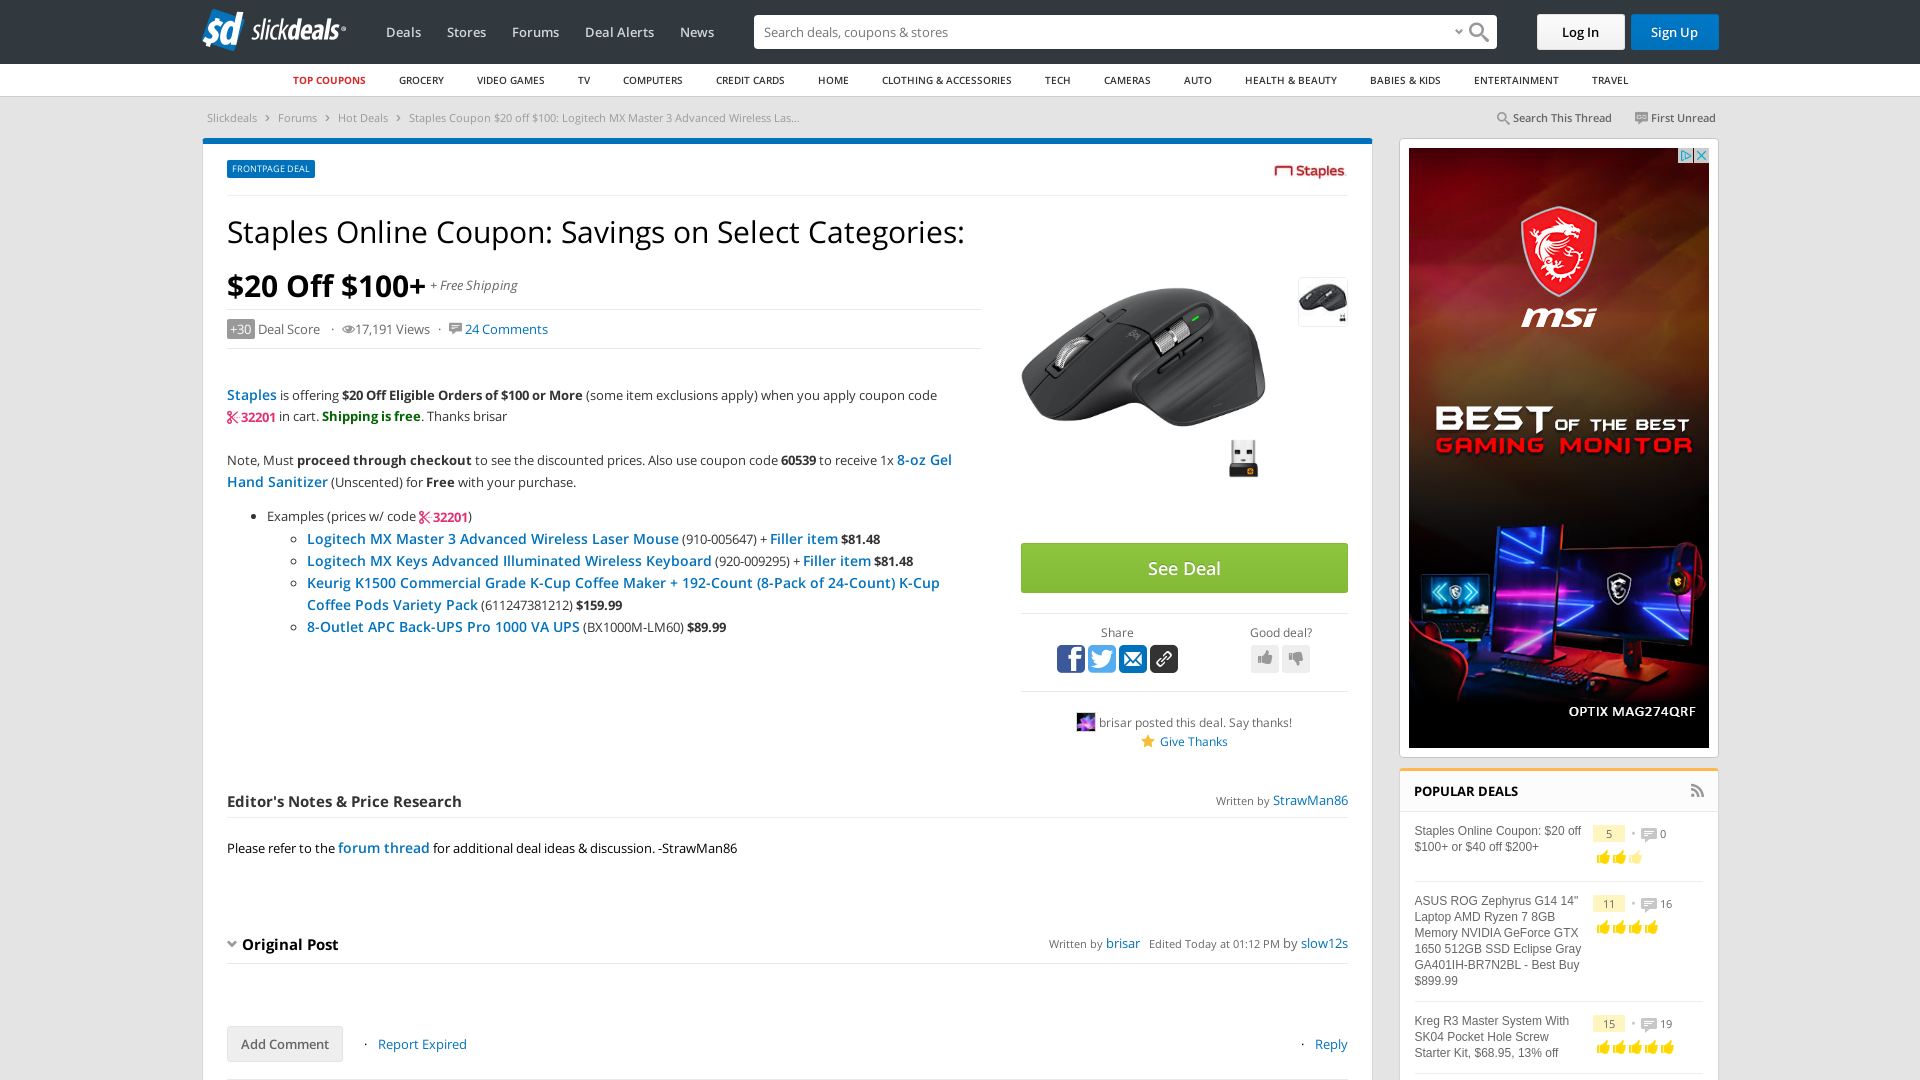 sd slickdeals
Deals Stores Forums Deal Alerts News
Search deals, coupons & stores
Log In Sign Up
TOP COUPONS GROCERY VIDEO GAMES TV COMPUTERS CREDIT CARDS HOME CLOTHING & ACCESSORIES TECH CAMERAS AUTO HEALTH & BEAUTY BABIES & KIDS ENTERTAINMENT TRAVEL
Slickdeals > Forums > Hot Deals > Staples Coupon $20 off $100: Logitech MX Master 3 Advanced Wireless Las...
Search This Thread First Unread
FRONTPAGE DEAL
Staples
Staples Online Coupon: Savings on Select Categories:
$20 Off $100+ + Free Shipping
+30 Deal Score · 17,191 Views · 24 Comments
Staples is offering $20 Off Eligible Orders of $100 or More (some item exclusions apply) when you apply coupon code
32201 in cart. Shipping is free. Thanks brisar
Note, Must proceed through checkout to see the discounted prices. Also use coupon code 60539 to receive 1x 8-oz Gel
Hand Sanitizer (Unscented) for Free with your purchase.
Examples (prices w/ code 32201)
Logitech MX Master 3 Advanced Wireless Laser Mouse (910-005647) + Filler item $81.48
Logitech MX Keys Advanced Illuminated Wireless Keyboard (920-009295) + Filler item $81.48
Keurig K1500 Commercial Grade K-Cup Coffee Maker + 192-Count (8-Pack of 24-Count) K-Cup
Coffee Pods Variety Pack (611247381212) $159.99
8-Outlet APC Back-UPS Pro 1000 VA UPS (BX1000M-LM60) $89.99
See Deal
Share Good deal?
brisar posted this deal. Say thanks!
Give Thanks
Editor's Notes & Price Research
Written by StrawMan86
Please refer to the forum thread for additional deal ideas & discussion. -StrawMan86
Original Post
Written by brisar Edited Today at 01:12 PM by slow12s
Add Comment · Report Expired
· Reply
msi
BEST OF THE BEST
GAMING MONITOR
OPTIX MAG274QRF
POPULAR DEALS
Staples Online Coupon: $20 off
$100+ or $40 off $200+
5 • 0
ASUS ROG Zephyrus G14 14"
Laptop AMD Ryzen 7 8GB
Memory NVIDIA GeForce GTX
1650 512GB SSD Eclipse Gray
GA401IH-BR7N2BL - Best Buy
$899.99
11 • 16
Kreg R3 Master System With
SK04 Pocket Hole Screw
Starter Kit, $68.95, 13% off
15 • 19